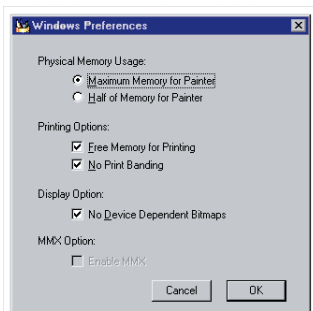 Windows Preferences
Physical Memory Usage:
Maximum Memory for Painter
Half of Memory for Painter
Printing Options:
Free Memory for Printing
No Print Banding
Display Option:
No Device Dependent Bitmaps
MMX Option:
Enable MMX
Cancel OK